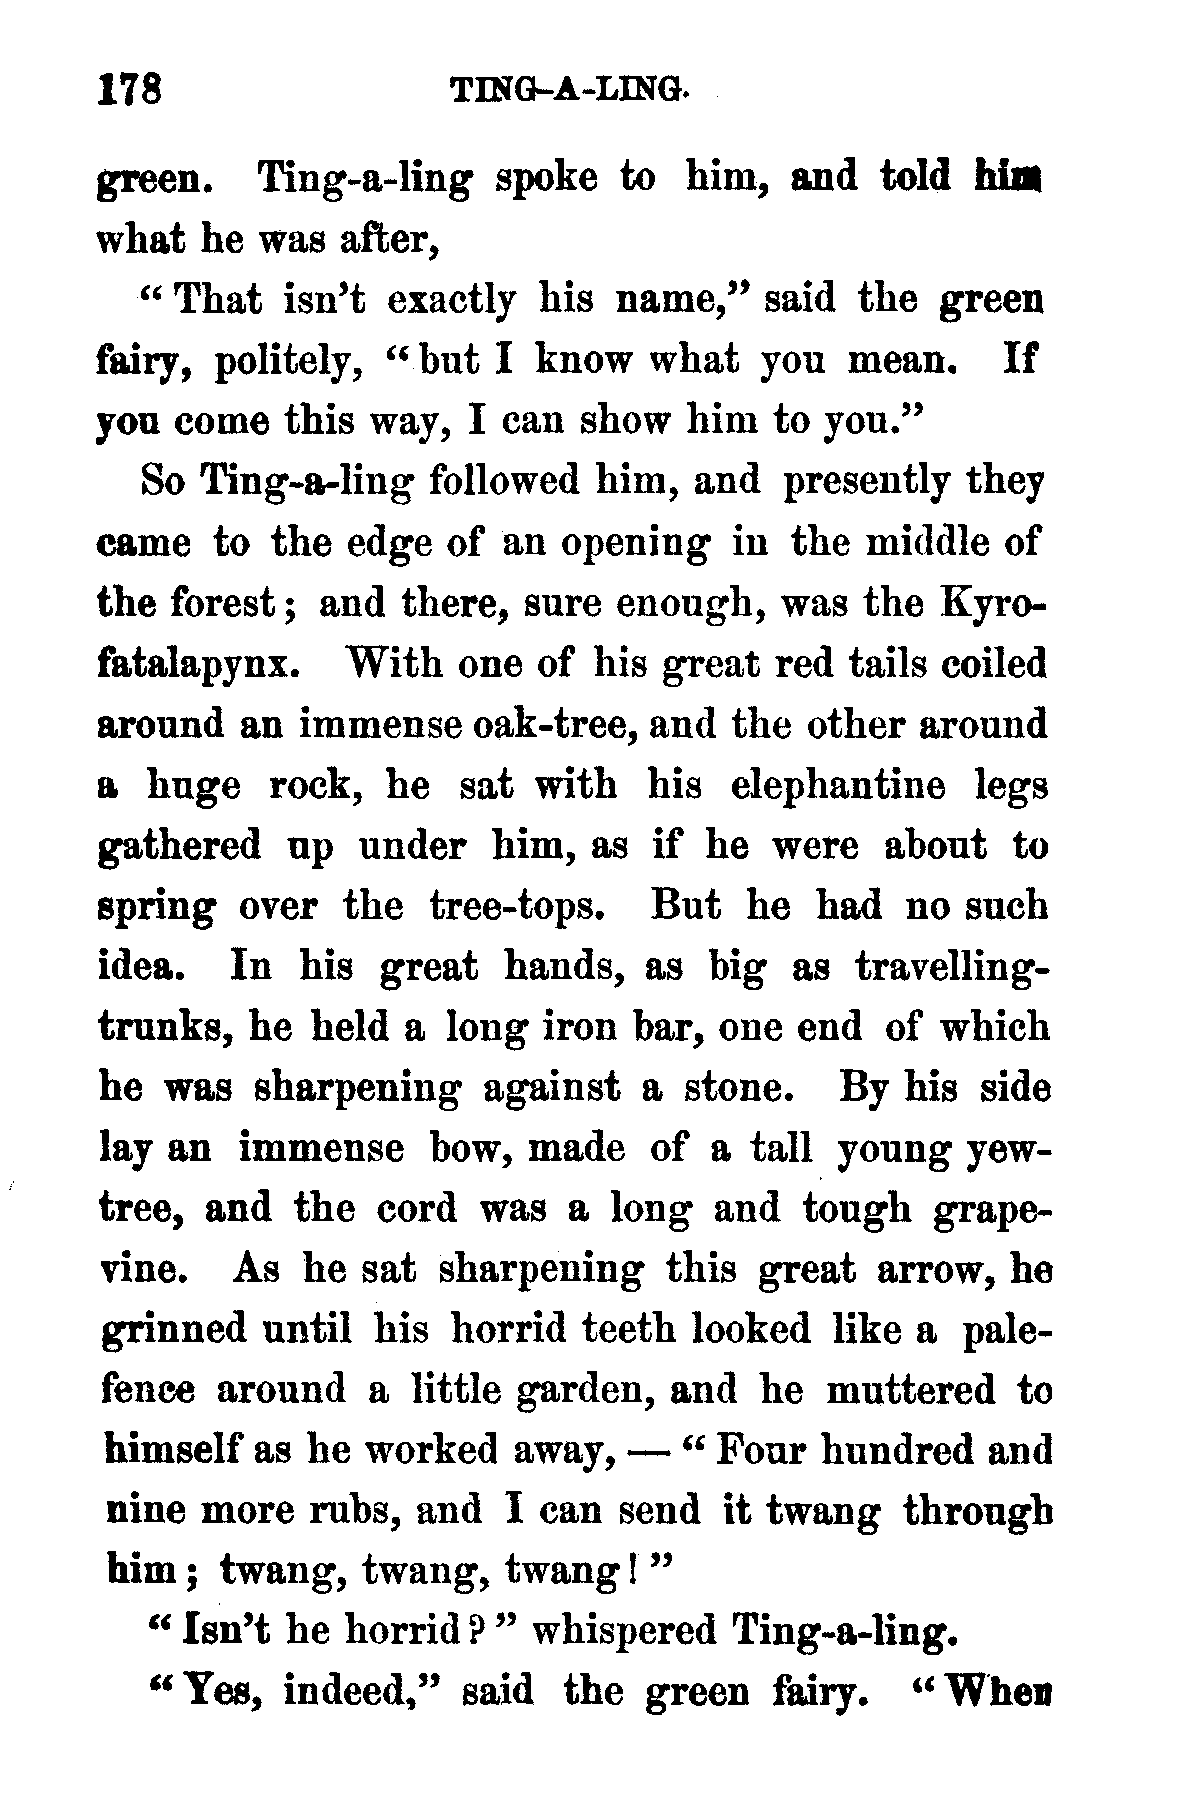 178 TING-A-LING.
green. Ting-a-ling spoke to him, and told him
what he was after,
“ That isn’t exactly his name,” said the green
fairy, politely, “ but I know what you mean. If
you come this way, I can show him to you.”
So Ting-a-ling followed him, and presently they
came to the edge of an opening in the middle of
the forest ; and there, sure enough, was the Kyro-
fatalapynx. With one of his great red tails coiled
around an immense oak-tree, and the other around
a huge rock, he sat with his elephantine legs
gathered up under him, as if he were about to
spring over the tree-tops. But he had no such
idea. In his great hands, as big as travelling-
trunks, he held a long iron bar, one end of which
he was sharpening against a stone. By his side
lay an immense bow, made of a tall young yew-
tree, and the cord was a long and tough grape-
vine. As he sat sharpening this great arrow, he
grinned until his horrid teeth looked like a pale-
fence around a little garden, and he muttered to
himself as he worked away, — “ Four hundred and
nine more rubs, and I can send it twang through
him ; twang, twang, twang ! ”
“ Isn’t he horrid ? ” whispered Ting-a-ling.
“ Yes, indeed,” said the green fairy. “ When